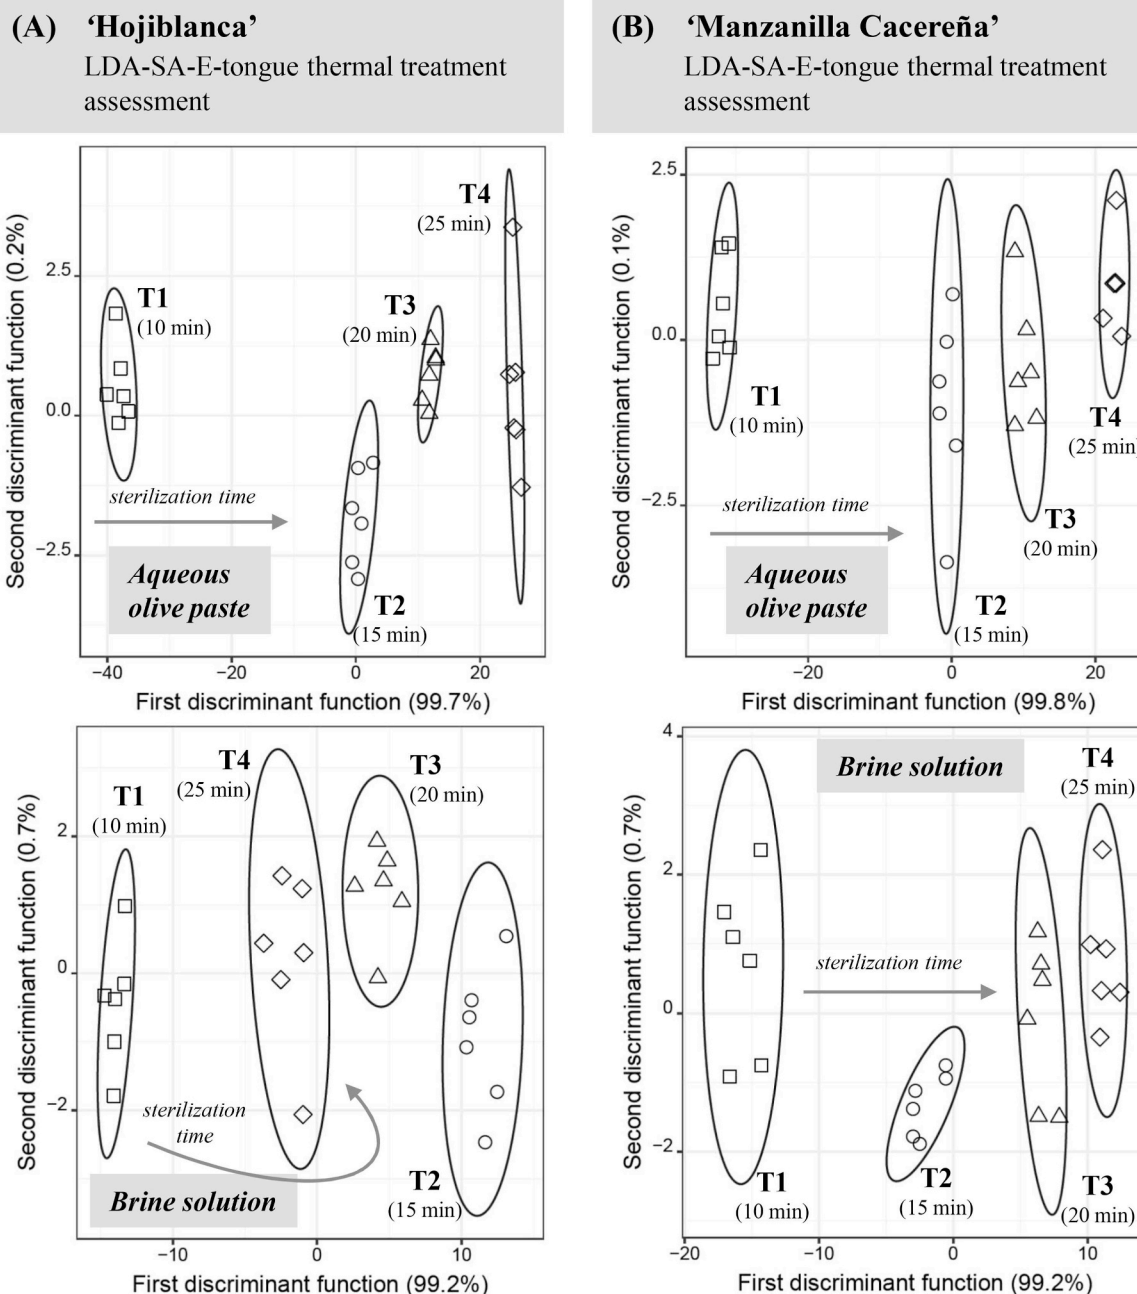 (A) ‘Hojiblanca’
LDA-SA-E-tongue thermal treatment
assessment
Second discriminant function (0.2%)
2.5
0.0
−2.5
T1
(10 min)
T4
(25 min)
T3
(20 min)
sterilization time
Aqueous
olive paste
T2
(15 min)
−40 −20 0 20
First discriminant function (99.7%)
Second discriminant function (0.7%)
2
0
−2
T1
(10 min)
T4
(25 min)
T3
(20 min)
sterilization
time
Brine solution
T2
(15 min)
−10 0 10
First discriminant function (99.2%)
(B) ‘Manzanilla Cacereña’
LDA-SA-E-tongue thermal treatment
assessment
Second discriminant function (0.1%)
2.5
0.0
−2.5
T1
(10 min)
T4
(25 min)
sterilization time
T3
(20 min)
Aqueous
olive paste
T2
(15 min)
−20 0 20
First discriminant function (99.8%)
Second discriminant function (0.7%)
4
2
0
−2
Brine solution
T4
(25 min)
sterilization time
T1
(10 min)
T2
(15 min)
T3
(20 min)
−20 −10 0 10
First discriminant function (99.2%)